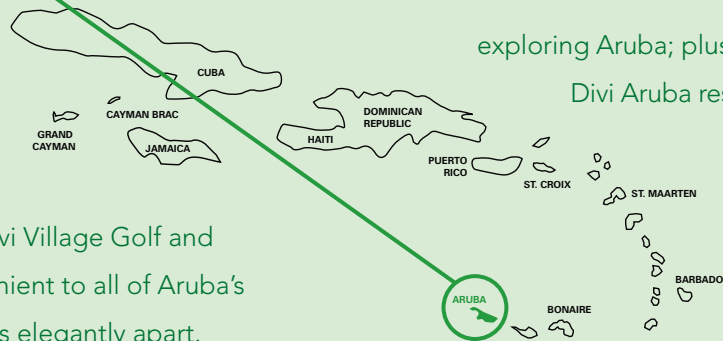 exploring Aruba; plus
Divi Aruba res
CUBA
CAYMAN BRAC
GRAND
CAYMAN
JAMAICA
HAITI
DOMINICAN
REPUBLIC
PUERTO
RICO
ST. CROIX
ST. MAARTEN
BARBADO
ARUBA
BONAIRE
vi Village Golf and
nient to all of Aruba’s
s elegantly apart.